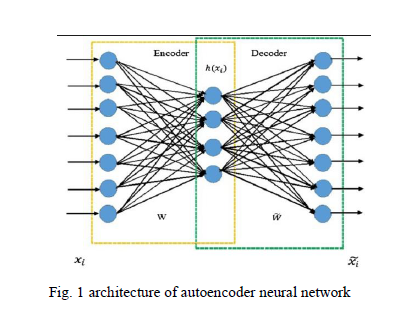 Encoder Decoder
h(xᵢ)
W W̃
xᵢ x̃ᵢ
Fig. 1 architecture of autoencoder neural network